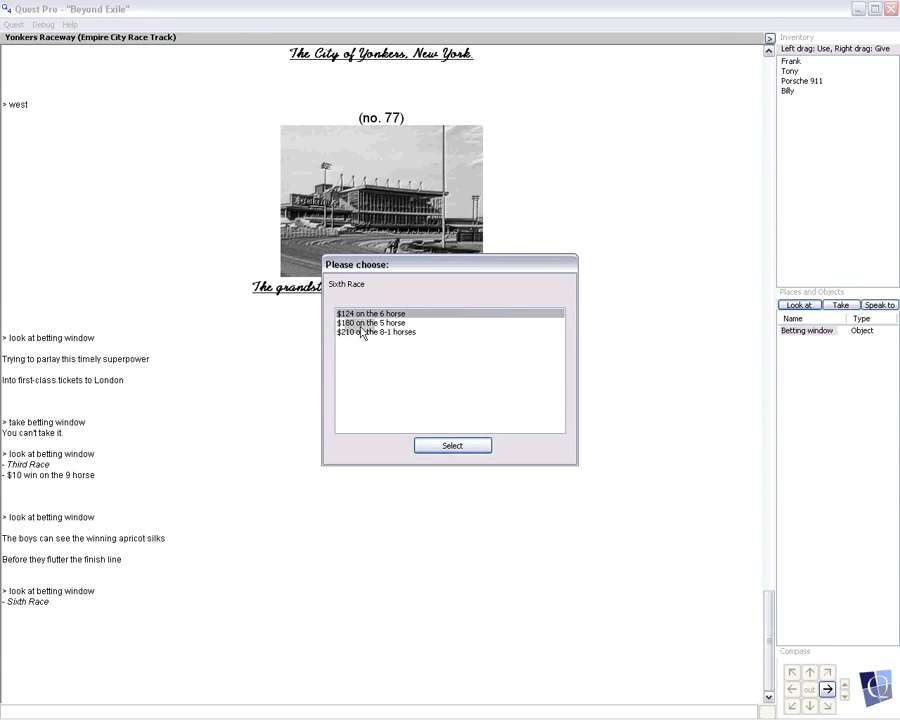 Quest Pro - "Beyond Exile"
Quest Debug Help
Yonkers Raceway (Empire City Race Track)
The City of Yonkers, New York.
> west
(no. 77)
The grandst
> look at betting window
Trying to parlay this timely superpower
Into first-class tickets to London
> take betting window
You can't take it.
> look at betting window
- Third Race
- $10 win on the 9 horse
> look at betting window
The boys can see the winning apricot silks
Before they flutter the finish line
> look at betting window
- Sixth Race
Please choose:
Sixth Race
$124 on the 6 horse
$180 on the 5 horse
$210 on the 8-1 horses
Select
Inventory
Left drag: Use, Right drag: Give
Frank
Tony
Porsche 911
Billy
Places and Objects
Look at Take Speak to
Name Type
Betting window Object
Compass
out